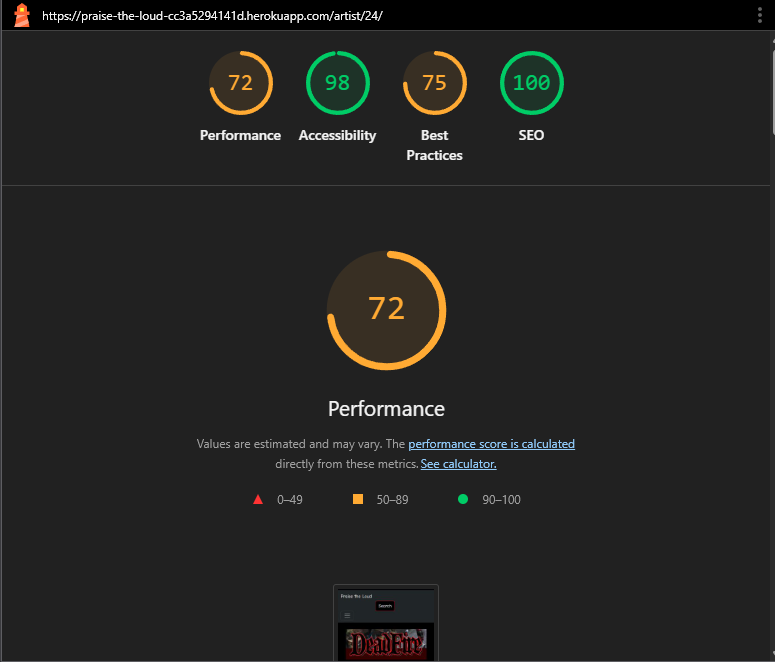 https://praise-the-loud-cc3a5294141d.herokuapp.com/artist/24/
72 98 75 100
Performance Accessibility Best Practices SEO
72
Performance
Values are estimated and may vary. The performance score is calculated
directly from these metrics. See calculator.
0–49 50–89 90–100
Praise the Loud
Search
DeadFire